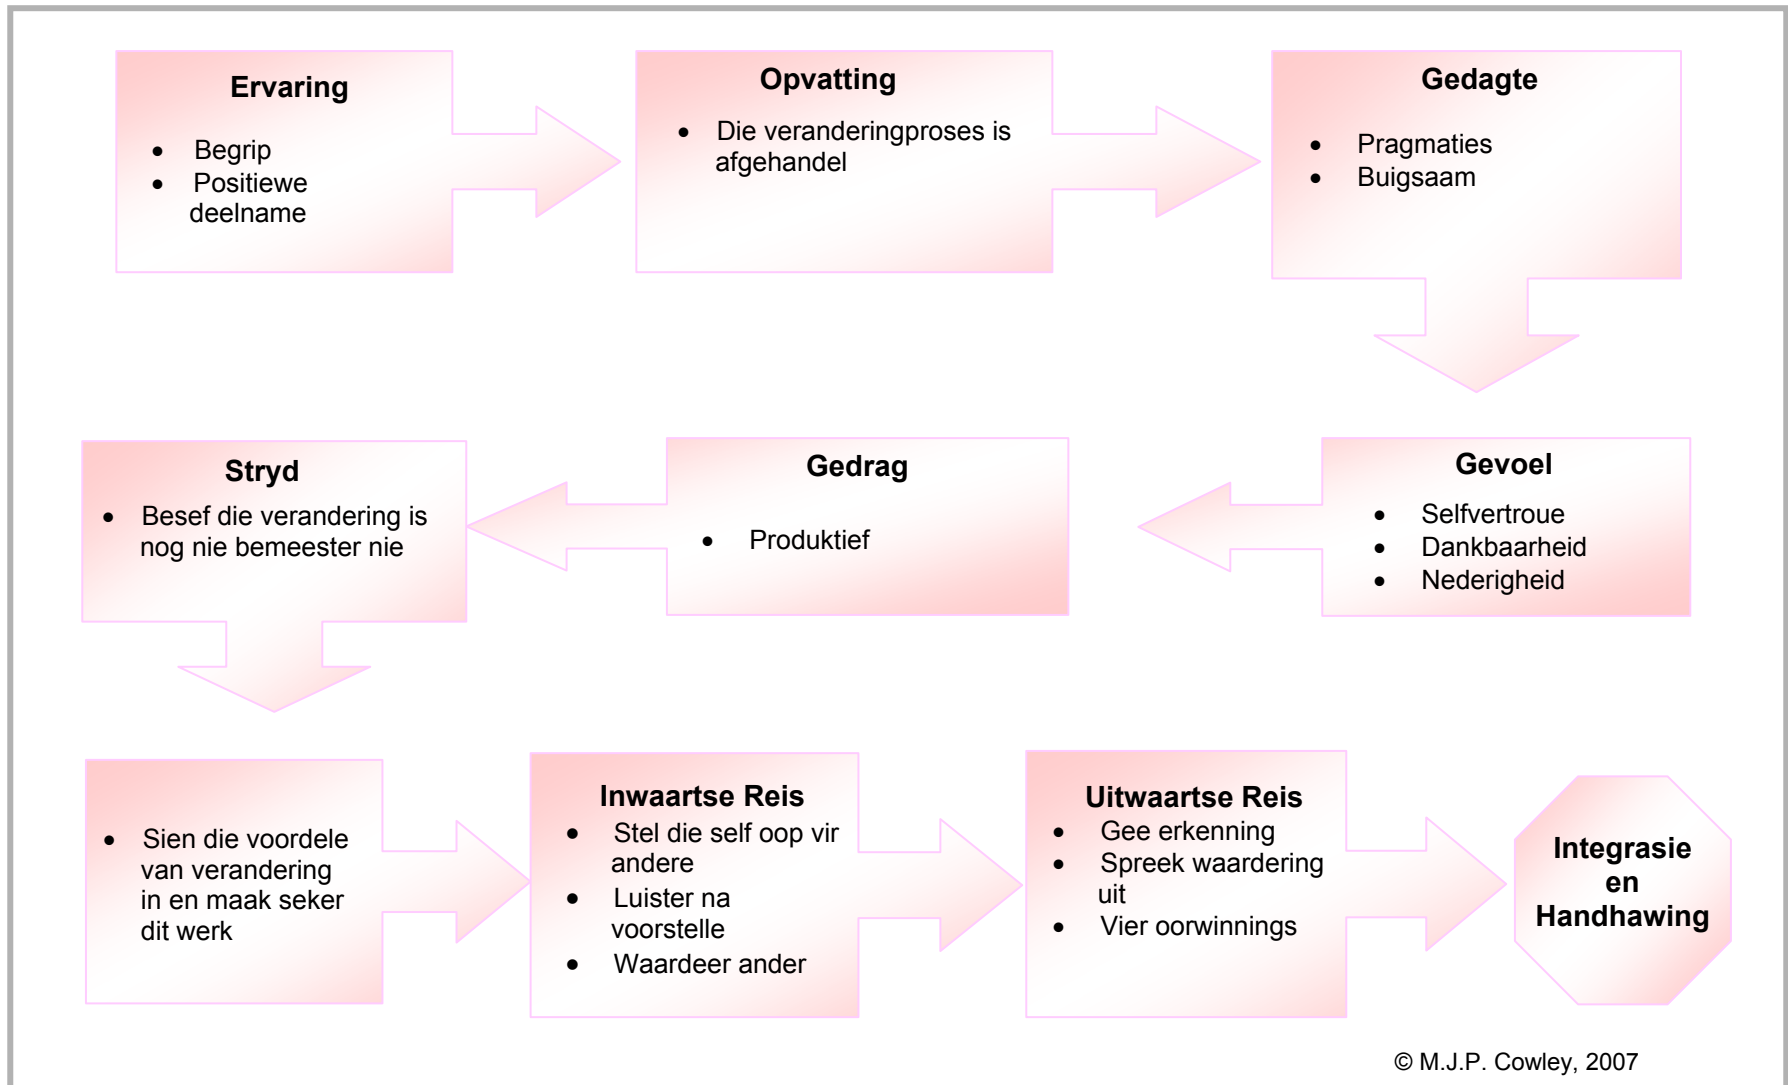 Ervaring
• Begrip
• Positiewe
deelname
Opvatting
• Die veranderingproses is
afgehandel
Gedagte
• Pragmaties
• Buigsaam
Gevoel
• Selfvertroue
• Dankbaarheid
• Nederigheid
Gedrag
• Produktief
Stryd
• Besef die verandering is
nog nie bemeester nie
• Sien die voordele
van verandering
in en maak seker
dit werk
Inwaartse Reis
• Stel die self oop vir
andere
• Luister na
voorstelle
• Waardeer ander
Uitwaartse Reis
• Gee erkenning
• Spreek waardering
uit
• Vier oorwinnings
Integrasie
en
Handhawing
© M.J.P. Cowley, 2007